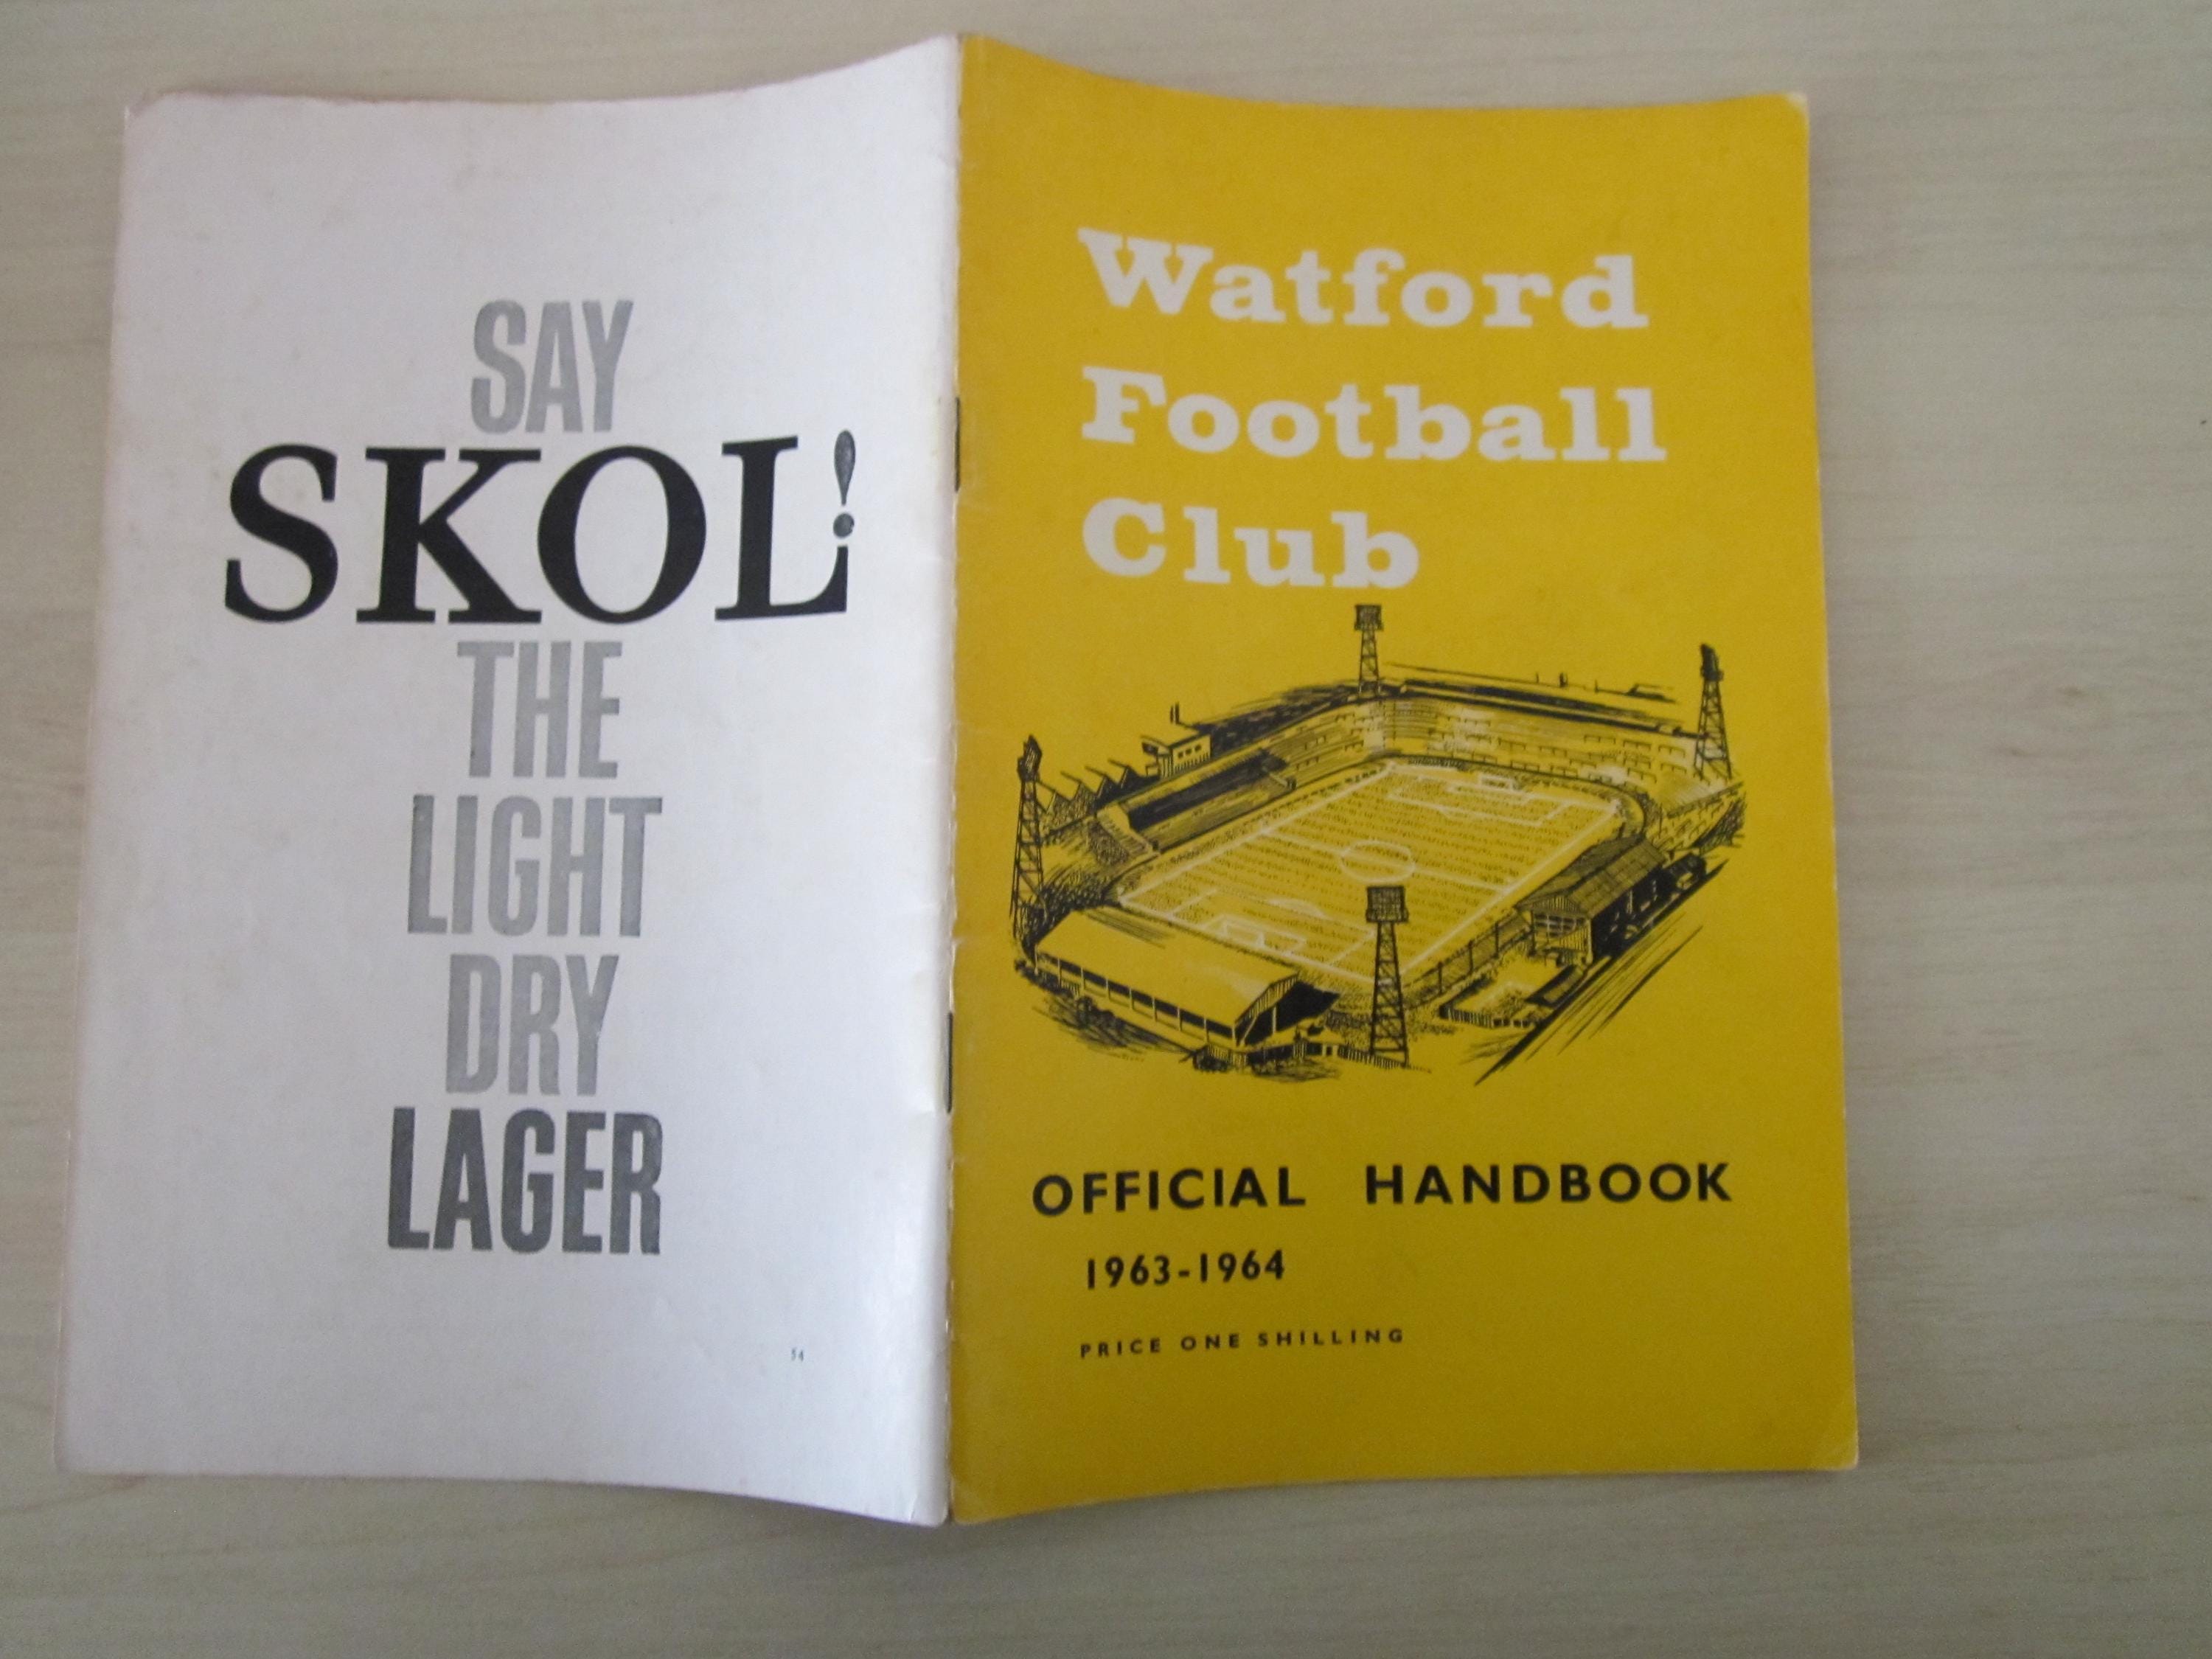 SAY
SKOL!
THE
LIGHT
DRY
LAGER
54
Watford
Football
Club
OFFICIAL HANDBOOK
1963-1964
PRICE ONE SHILLING